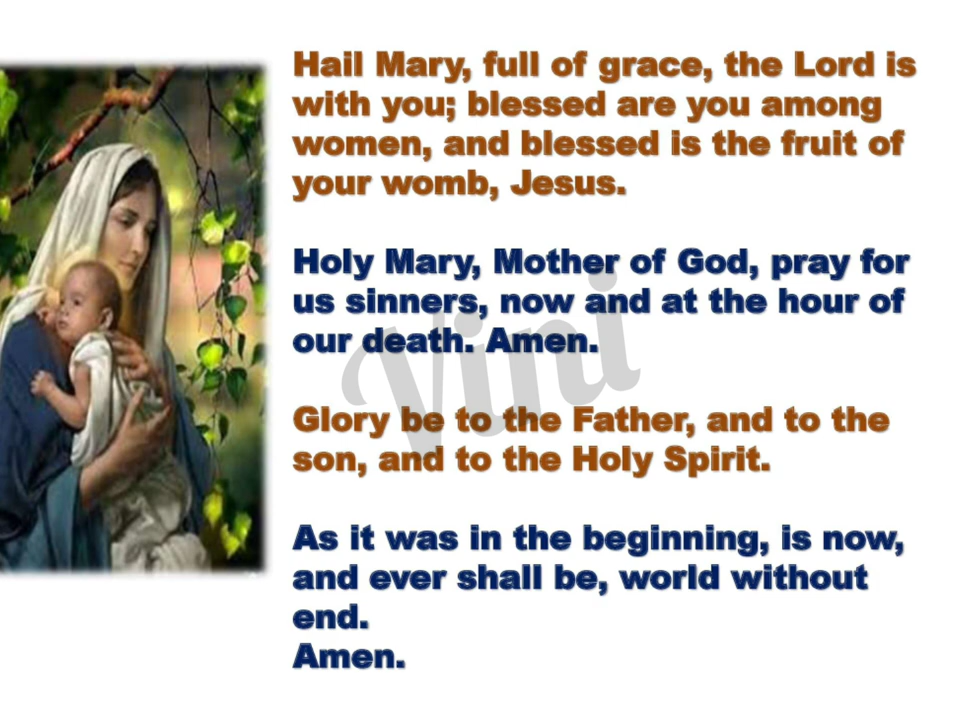 Hail Mary, full of grace, the Lord is
with you; blessed are you among
women, and blessed is the fruit of
your womb, Jesus.
Holy Mary, Mother of God, pray for
us sinners, now and at the hour of
our death. Amen.
Vini
Glory be to the Father, and to the
son, and to the Holy Spirit.
As it was in the beginning, is now,
and ever shall be, world without
end.
Amen.